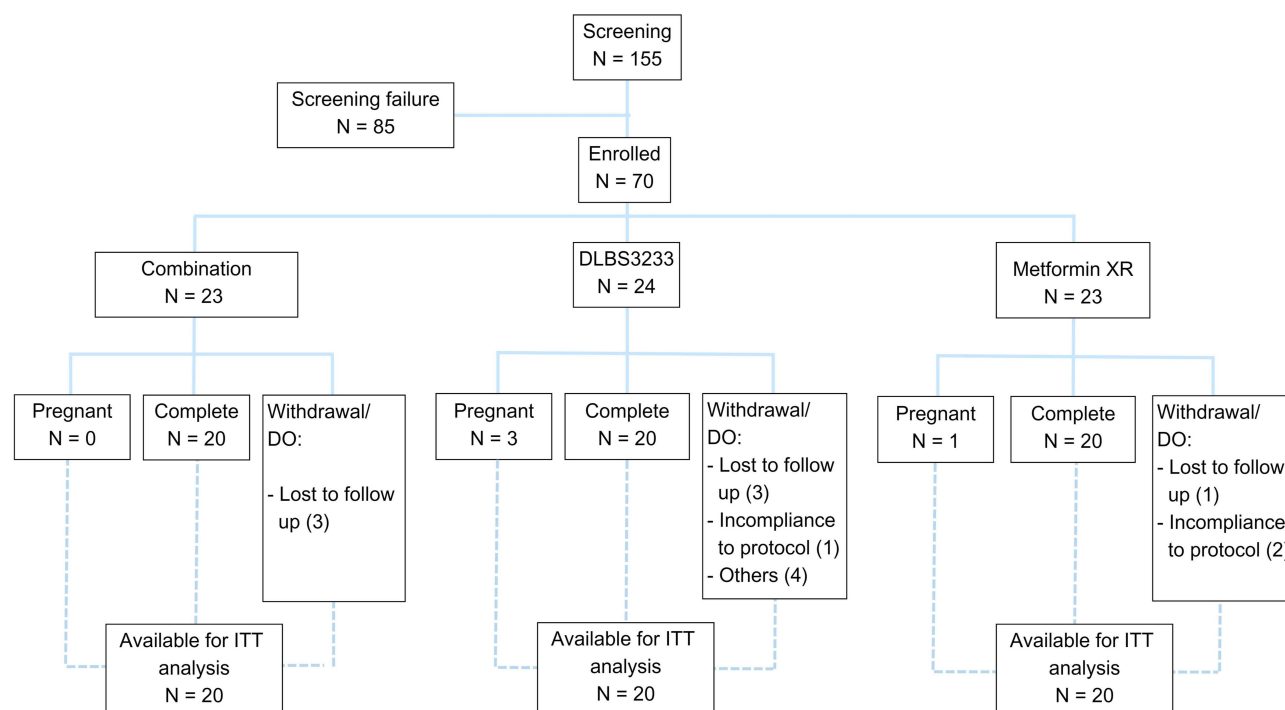 Screening
N = 155
Screening failure
N = 85
Enrolled
N = 70
Combination
N = 23
DLBS3233
N = 24
Metformin XR
N = 23
Pregnant
N = 0
Complete
N = 20
Withdrawal/
DO:
- Lost to follow
up (3)
Pregnant
N = 3
Complete
N = 20
Withdrawal/
DO:
- Lost to follow
up (3)
- Incompliance
to protocol (1)
- Others (4)
Pregnant
N = 1
Complete
N = 20
Withdrawal/
DO:
- Lost to follow
up (1)
- Incompliance
to protocol (2)
Available for ITT
analysis
N = 20
Available for ITT
analysis
N = 20
Available for ITT
analysis
N = 20